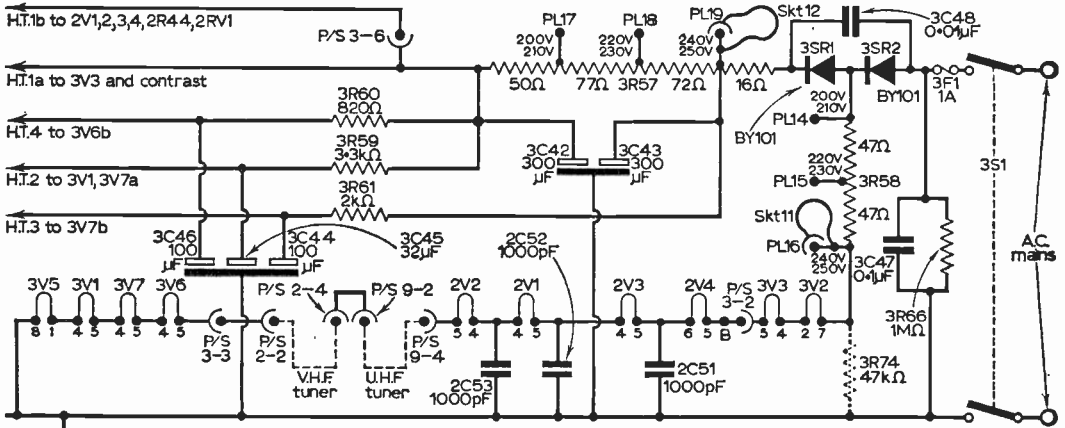 H.T.1b to 2V1,2,3,4, 2R44, 2RV1
P/S 3-6
PL17
PL18
PL19
Skt12
3C48
0·01μF
200V
210V
220V
230V
240V
250V
3SR1
3SR2
H.T.1a to 3V3 and contrast
50Ω
77Ω
3R57
72Ω
16Ω
BY101
BY101
3F1
1A
3R60
820Ω
H.T.4 to 3V6b
200V
210V
PL14
47Ω
3R59
3·3kΩ
3C42
300
μF
3C43
300
μF
H.T.2 to 3V1, 3V7a
220V
230V
PL15
3R58
3S1
3R61
2kΩ
H.T.3 to 3V7b
Skt11
47Ω
PL16
240V
250V
3C46
100
μF
3C44
100
μF
3C45
32μF
2C52
1000pF
3C47
0·1μF
3R66
1MΩ
A.C.
mains
3V5
3V1
3V7
3V6
P/S 2-4
P/S 9-2
2V2
2V1
2V3
2V4
P/S
3-2
3V3
3V2
8 1
4 5
4 5
4 5
5 4
4 5
4 5
6 5
B
5 4
2 7
P/S
3-3
P/S
2-2
P/S
9-4
V.H.F.
tuner
U.H.F.
tuner
2C53
1000pF
2C51
1000pF
3R74
47kΩ